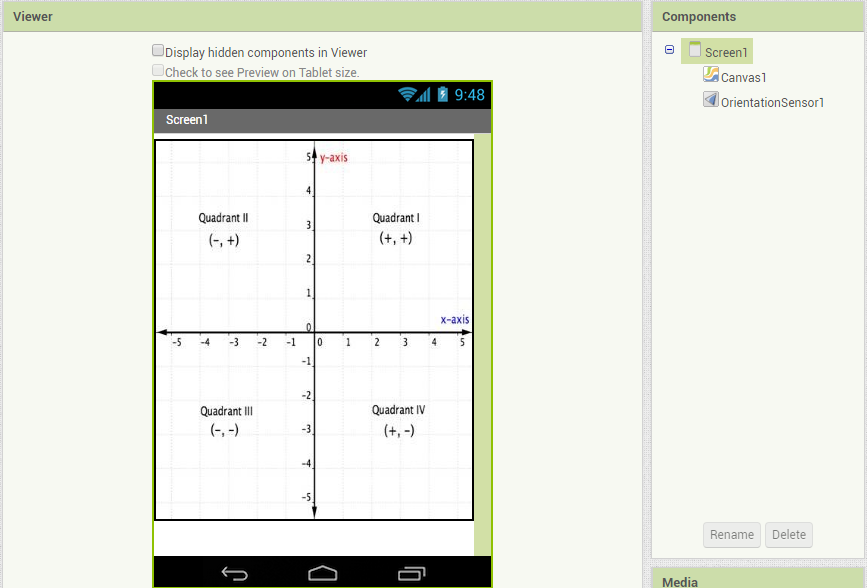 Viewer
Components
Display hidden components in Viewer
Check to see Preview on Tablet size.
9:48
Screen1
Screen1
Canvas1
OrientationSensor1
5 y-axis
4
Quadrant II Quadrant I
3
(-, +) (+, +)
2
1
x-axis
0
-5 -4 -3 -2 -1 0 1 2 3 4 5
-1
-2
Quadrant III Quadrant IV
(-, -) -3 (+, -)
-4
-5
Rename Delete
Media